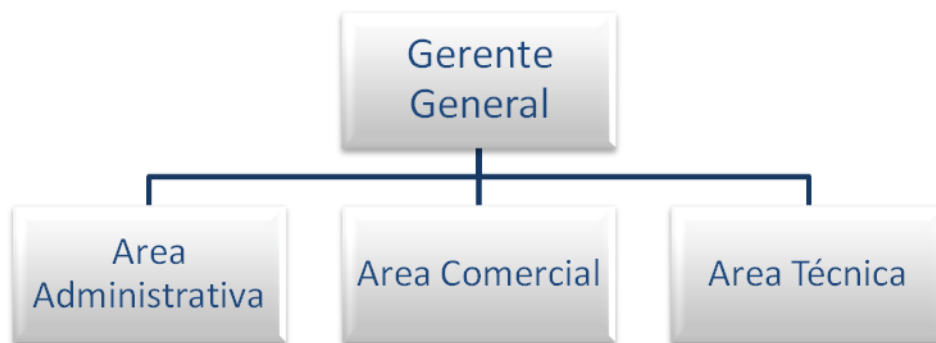 Gerente
General
Area
Administrativa
Area Comercial
Area Técnica